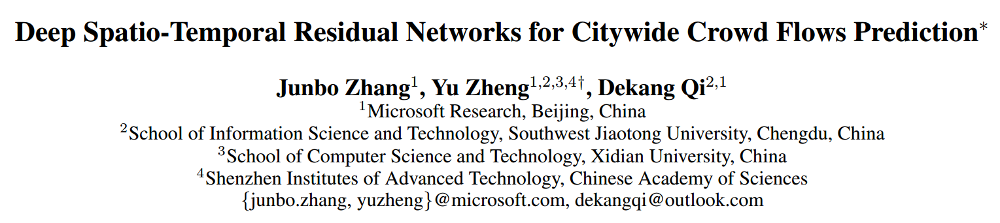 Deep Spatio-Temporal Residual Networks for Citywide Crowd Flows Prediction*
Junbo Zhang1, Yu Zheng1,2,3,4†, Dekang Qi2,1
1Microsoft Research, Beijing, China
2School of Information Science and Technology, Southwest Jiaotong University, Chengdu, China
3School of Computer Science and Technology, Xidian University, China
4Shenzhen Institutes of Advanced Technology, Chinese Academy of Sciences
{junbo.zhang, yuzheng}@microsoft.com, dekangqi@outlook.com